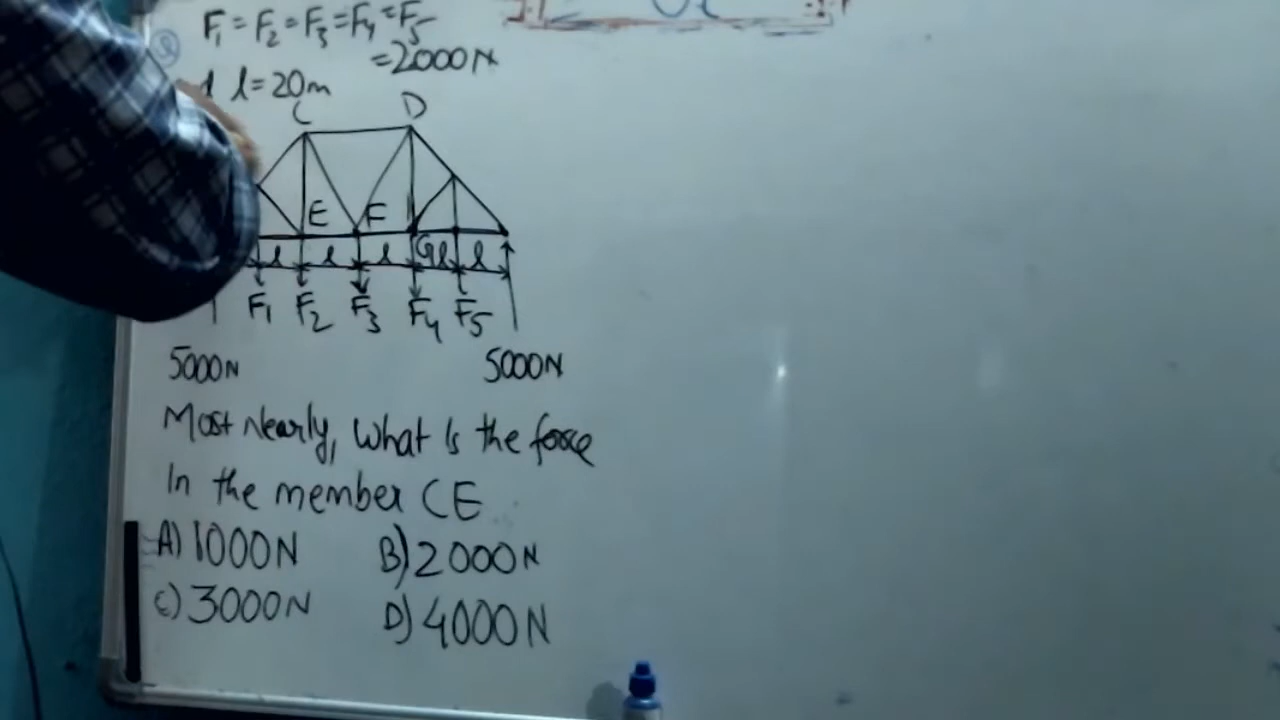 F₁ = F₂ = F₃ = F₄ = F₅
= 2000N
l = 20m
C D
E F
l l l G l l
F₁ F₂ F₃ F₄ F₅
5000N 5000N
Most Nearly, What Is the force
In the member CE
A) 1000N B) 2000N
C) 3000N D) 4000N